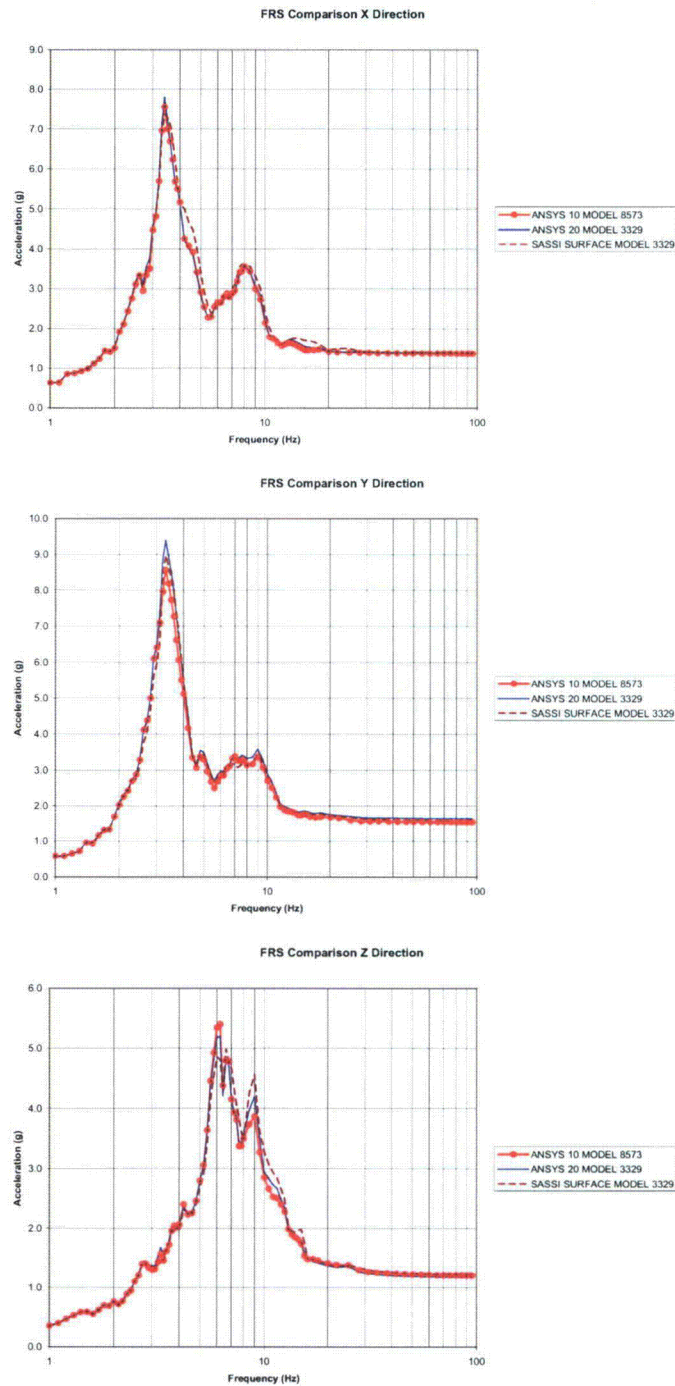 FRS Comparison X Direction
9.0
8.0
7.0
6.0
5.0
4.0
3.0
2.0
1.0
0.0
Acceleration (g)
1
10
100
Frequency (Hz)
ANSYS 10 MODEL 8573
ANSYS 20 MODEL 3329
SASSI SURFACE MODEL 3329
FRS Comparison Y Direction
10.0
9.0
8.0
7.0
6.0
5.0
4.0
3.0
2.0
1.0
0.0
Acceleration (g)
1
10
100
Frequency (Hz)
ANSYS 10 MODEL 8573
ANSYS 20 MODEL 3329
SASSI SURFACE MODEL 3329
FRS Comparison Z Direction
6.0
5.0
4.0
3.0
2.0
1.0
0.0
Acceleration (g)
1
10
100
Frequency (Hz)
ANSYS 10 MODEL 8573
ANSYS 20 MODEL 3329
SASSI SURFACE MODEL 3329